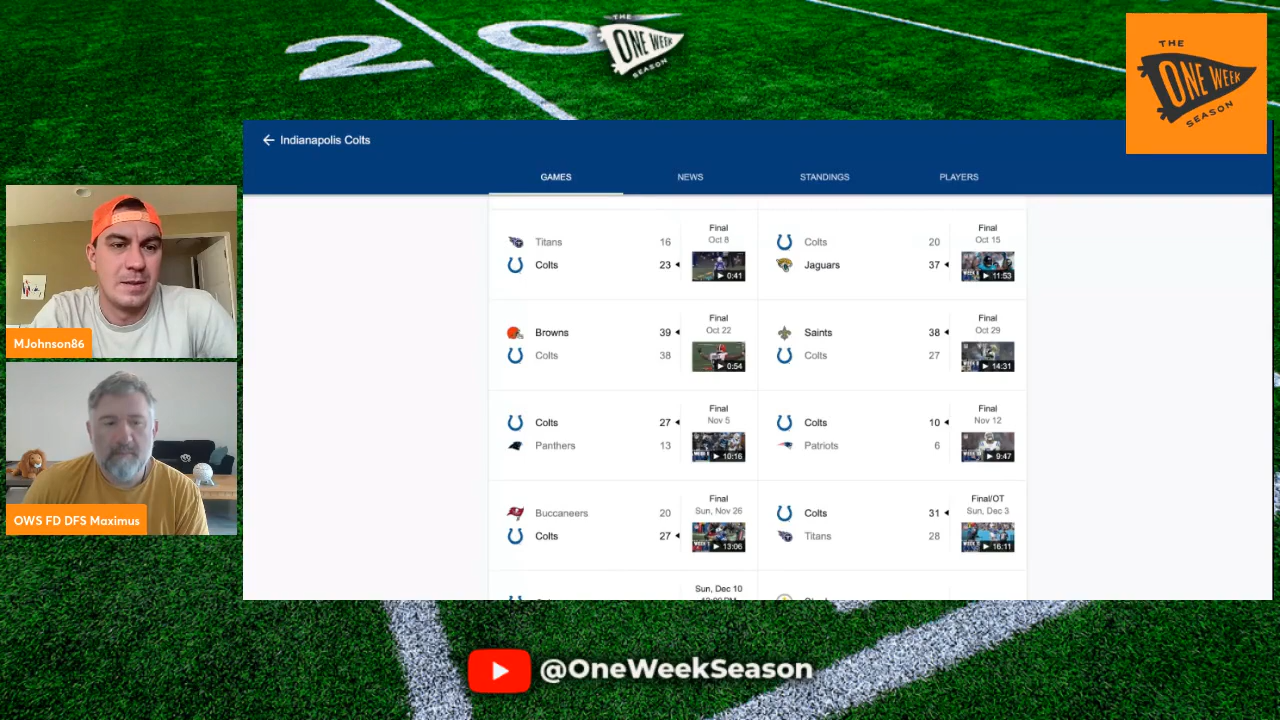 2 0
THE
ONE WEEK
SEASON
THE
ONE WEEK
SEASON
Indianapolis Colts
GAMES NEWS STANDINGS PLAYERS
Final Final
Titans 16 Oct 8 Colts 20 Oct 15
Colts 23 Jaguars 37
0:41 11:53
Final Final
Browns 39 Oct 22 Saints 38 Oct 29
Colts 38 Colts 27
0:54 14:31
MJohnson86
Final Final
Colts 27 Nov 5 Colts 10 Nov 12
Panthers 13 Patriots 6
10:16 9:47
Final Final/OT
Buccaneers 20 Sun, Nov 26 Colts 31 Sun, Dec 3
Colts 27 Titans 28
13:06 16:11
OWS FD DFS Maximus
Sun, Dec 10
@OneWeekSeason